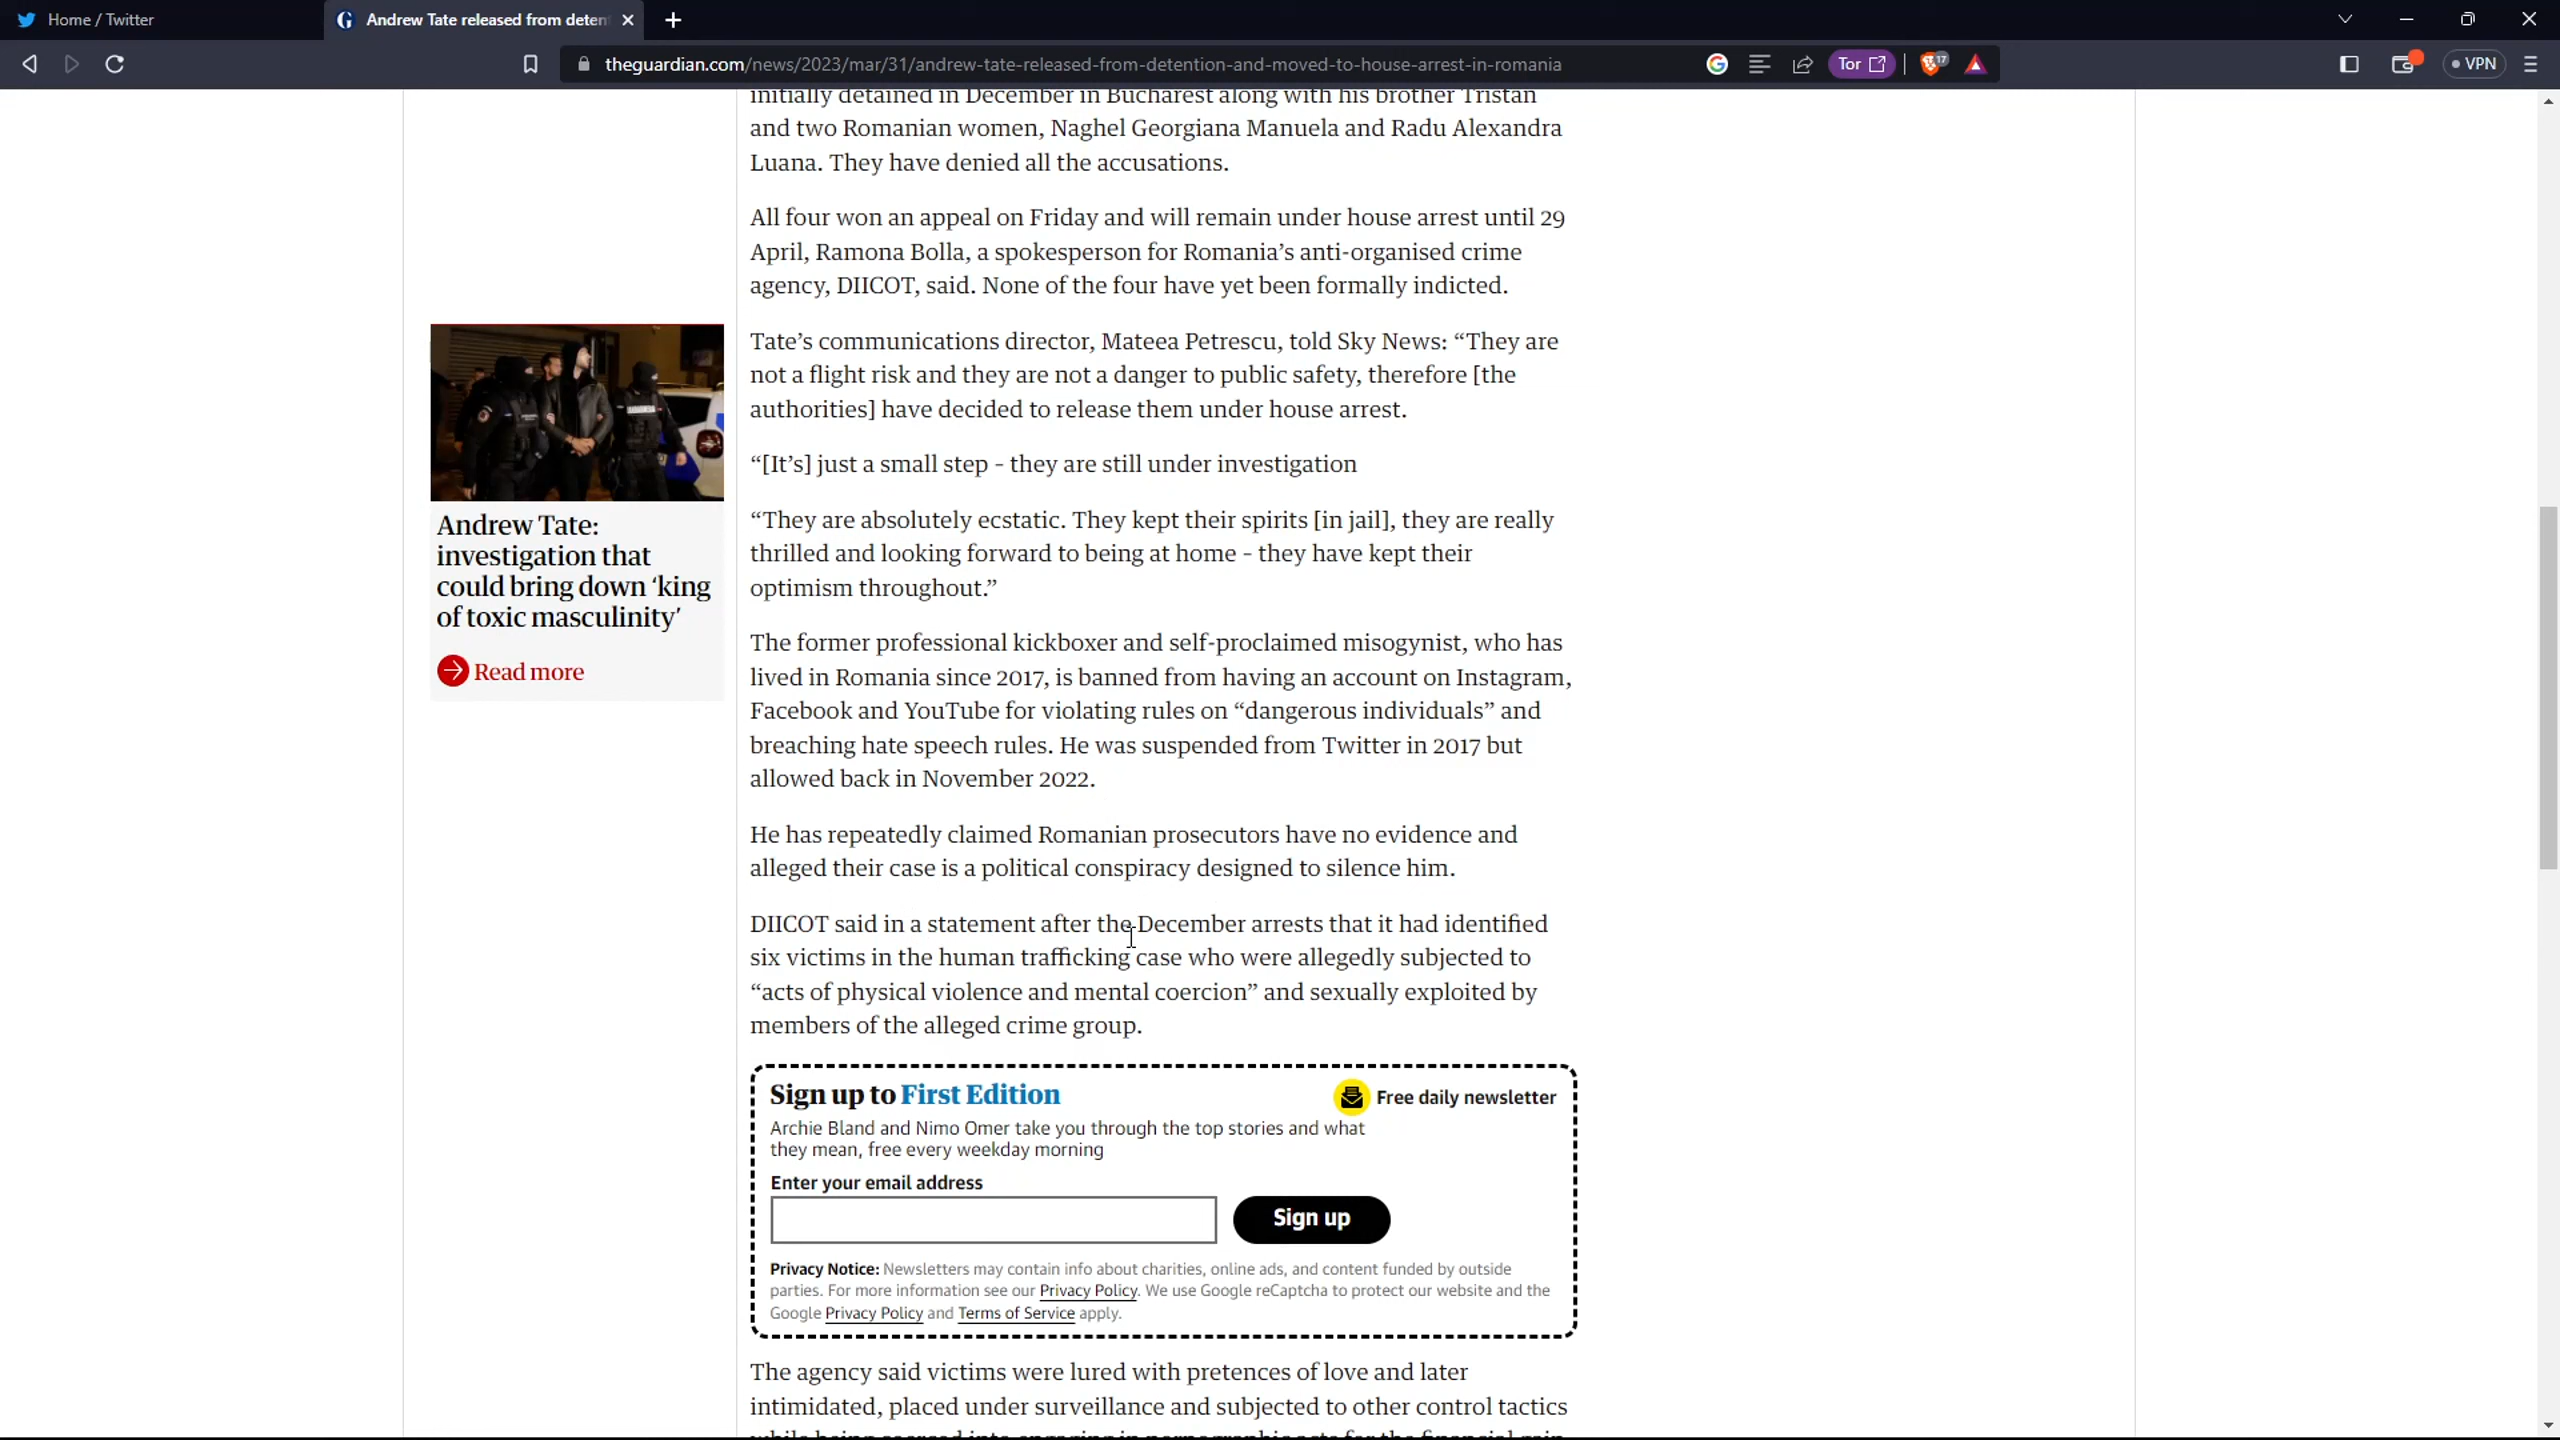 Home / Twitter
Andrew Tate released from deten
theguardian.com/news/2023/mar/31/andrew-tate-released-from-detention-and-moved-to-house-arrest-in-romania
Tor
17
VPN
initially detained in December in Bucharest along with his brother Tristan
and two Romanian women, Naghel Georgiana Manuela and Radu Alexandra
Luana. They have denied all the accusations.
All four won an appeal on Friday and will remain under house arrest until 29
April, Ramona Bolla, a spokesperson for Romania’s anti-organised crime
agency, DIICOT, said. None of the four have yet been formally indicted.
Tate’s communications director, Mateea Petrescu, told Sky News: “They are
not a flight risk and they are not a danger to public safety, therefore [the
authorities] have decided to release them under house arrest.
“[It’s] just a small step – they are still under investigation
“They are absolutely ecstatic. They kept their spirits [in jail], they are really
thrilled and looking forward to being at home – they have kept their
optimism throughout.”
Andrew Tate:
investigation that
could bring down ‘king
of toxic masculinity’
Read more
The former professional kickboxer and self-proclaimed misogynist, who has
lived in Romania since 2017, is banned from having an account on Instagram,
Facebook and YouTube for violating rules on “dangerous individuals” and
breaching hate speech rules. He was suspended from Twitter in 2017 but
allowed back in November 2022.
He has repeatedly claimed Romanian prosecutors have no evidence and
alleged their case is a political conspiracy designed to silence him.
DIICOT said in a statement after the December arrests that it had identified
six victims in the human trafficking case who were allegedly subjected to
“acts of physical violence and mental coercion” and sexually exploited by
members of the alleged crime group.
Sign up to First Edition
Free daily newsletter
Archie Bland and Nimo Omer take you through the top stories and what
they mean, free every weekday morning
Enter your email address
Sign up
Privacy Notice: Newsletters may contain info about charities, online ads, and content funded by outside
parties. For more information see our Privacy Policy. We use Google reCaptcha to protect our website and the
Google Privacy Policy and Terms of Service apply.
The agency said victims were lured with pretences of love and later
intimidated, placed under surveillance and subjected to other control tactics